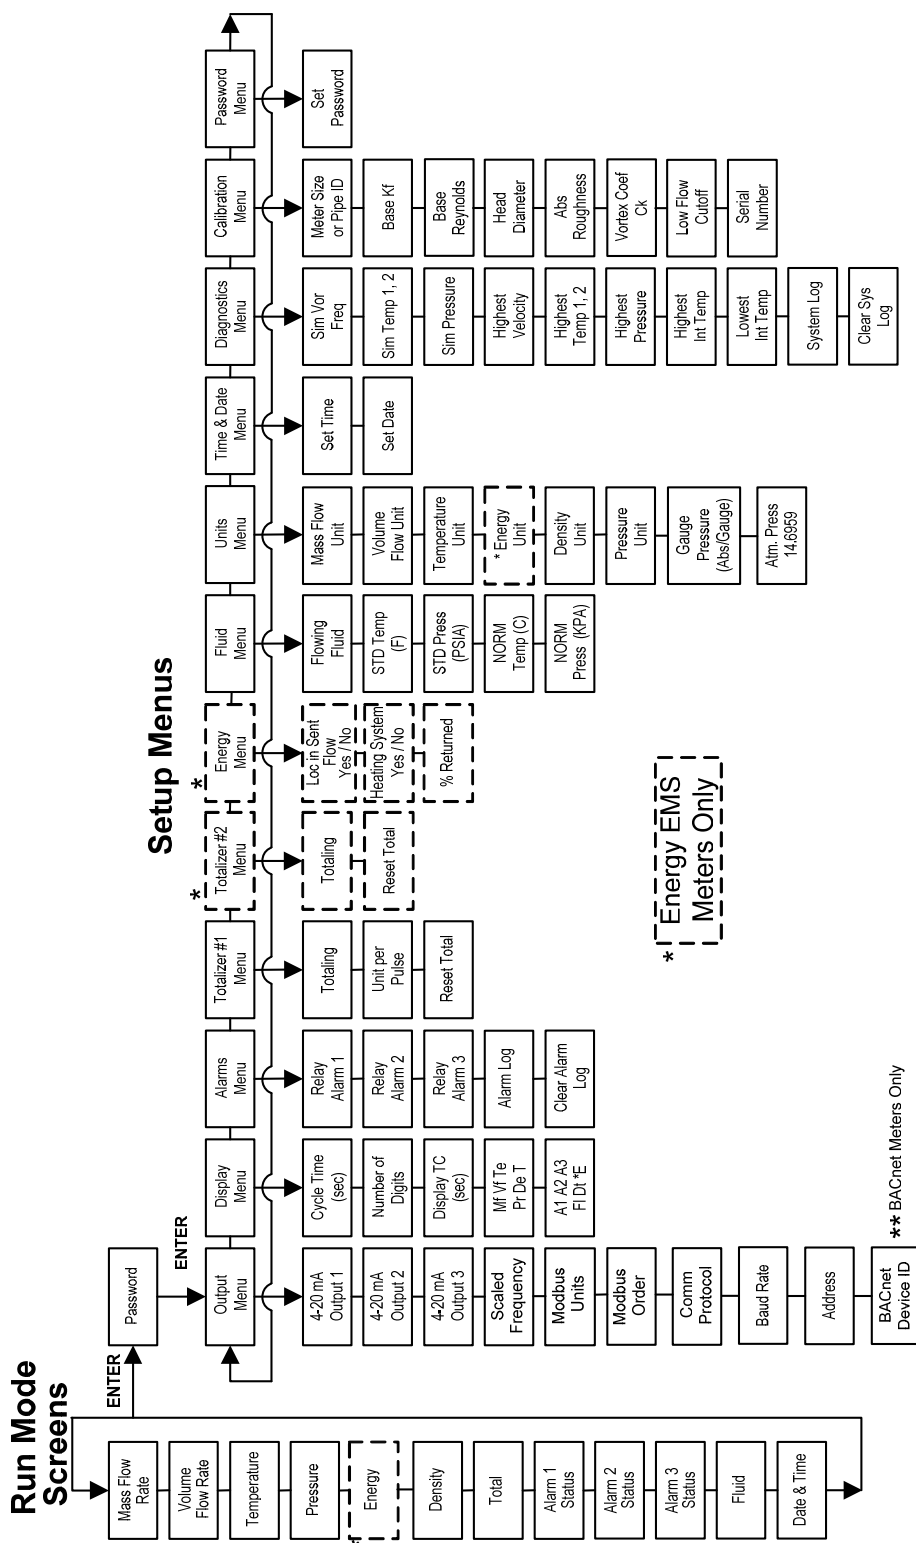 Run Mode
Screens
Mass Flow
Rate
Volume
Flow Rate
Temperature
Pressure
*
Energy
Density
Total
Alarm 1
Status
Alarm 2
Status
Alarm 3
Status
Fluid
Date & Time
ENTER
Password
ENTER
Setup Menus
Output
Menu
4-20 mA
Output 1
4-20 mA
Output 2
4-20 mA
Output 3
Scaled
Frequency
Modbus
Units
Modbus
Order
Comm
Protocol
Baud Rate
Address
BACnet
Device ID
** BACnet Meters Only
Display
Menu
Cycle Time
(sec)
Number of
Digits
Display TC
(sec)
Mf Vf Te
Pr De T
A1 A2 A3
Fl Dt *E
Alarms
Menu
Relay
Alarm 1
Relay
Alarm 2
Relay
Alarm 3
Alarm Log
Clear Alarm
Log
Totalizer #1
Menu
Totaling
Unit per
Pulse
Reset Total
*
Totalizer #2
Menu
Totaling
Reset Total
*
Energy
Menu
Loc in Sent
Flow
Yes / No
Heating System
Yes / No
% Returned
Fluid
Menu
Flowing
Fluid
STD Temp
(F)
STD Press
(PSIA)
NORM
Temp (C)
NORM
Press (KPA)
Units
Menu
Mass Flow
Unit
Volume
Flow Unit
Temperature
Unit
* Energy
Unit
Density
Unit
Pressure
Unit
Gauge
Pressure
(Abs/Gauge)
Atm. Press
14.6959
Time & Date
Menu
Set Time
Set Date
Diagnostics
Menu
Sim Vor
Freq
Sim Temp 1, 2
Sim Pressure
Highest
Velocity
Highest
Temp 1, 2
Highest
Pressure
Highest
Int Temp
Lowest
Int Temp
System Log
Clear Sys
Log
Calibration
Menu
Meter Size
or Pipe ID
Base Kf
Base
Reynolds
Head
Diameter
Abs
Roughness
Vortex Coef
Ck
Low Flow
Cutoff
Serial
Number
Password
Menu
Set
Password
* Energy EMS
Meters Only